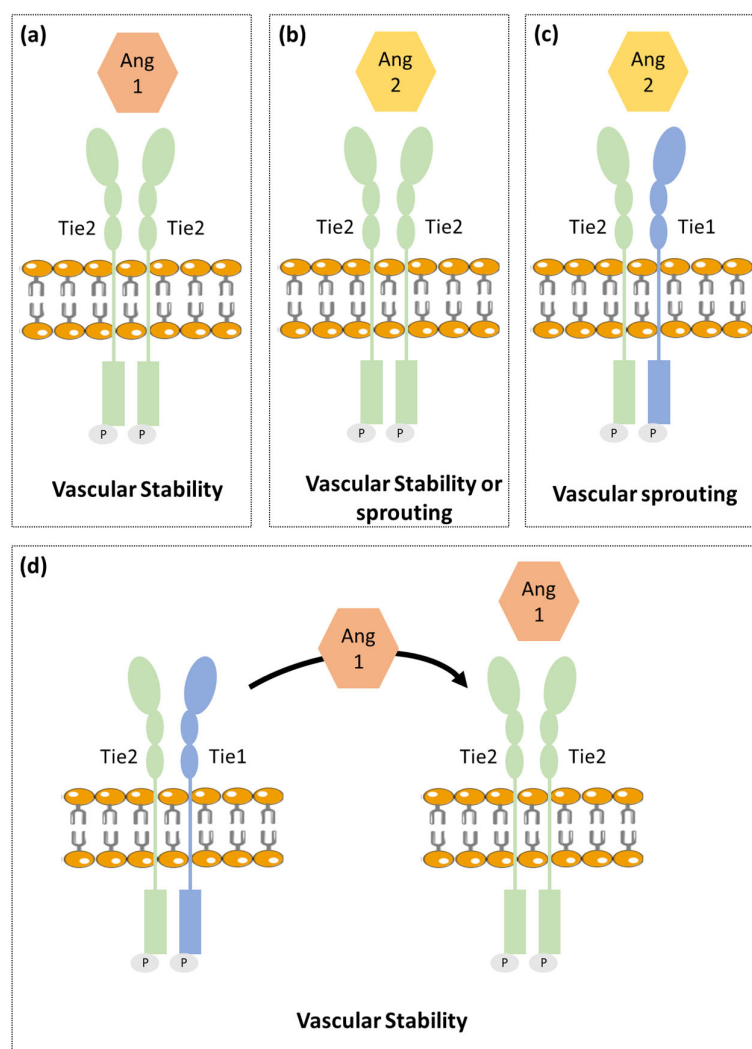 (a)
Ang
1
Tie2
Tie2
P
P
Vascular Stability
(b)
Ang
2
Tie2
Tie2
P
P
Vascular Stability or
sprouting
(c)
Ang
2
Tie2
Tie1
P
P
Vascular sprouting
(d)
Ang
1
Ang
1
Tie2
Tie1
Tie2
Tie2
P
P
P
P
Vascular Stability